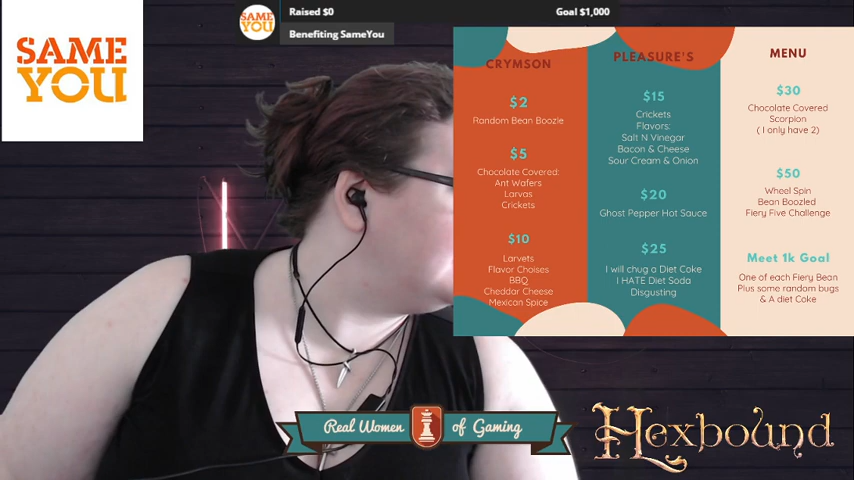 SAME
YOU
SAME
YOU
Raised $0
Goal $1,000
Benefiting SameYou
CRYMSON
PLEASURE'S
MENU
$2
Random Bean Boozle
$5
Chocolate Covered:
Ant Wafers
Larvas
Crickets
$10
Larvets
Flavor Choises
BBQ
Cheddar Cheese
Mexican Spice
$15
Crickets
Flavors:
Salt N Vinegar
Bacon & Cheese
Sour Cream & Onion
$20
Ghost Pepper Hot Sauce
$25
I will chug a Diet Coke
I HATE Diet Soda
Disgusting
$30
Chocolate Covered
Scorpion
( I only have 2)
$50
Wheel Spin
Bean Boozled
Fiery Five Challenge
Meet 1k Goal
One of each Fiery Bean
Plus some random bugs
& A diet Coke
Real Women of Gaming
Hexbound